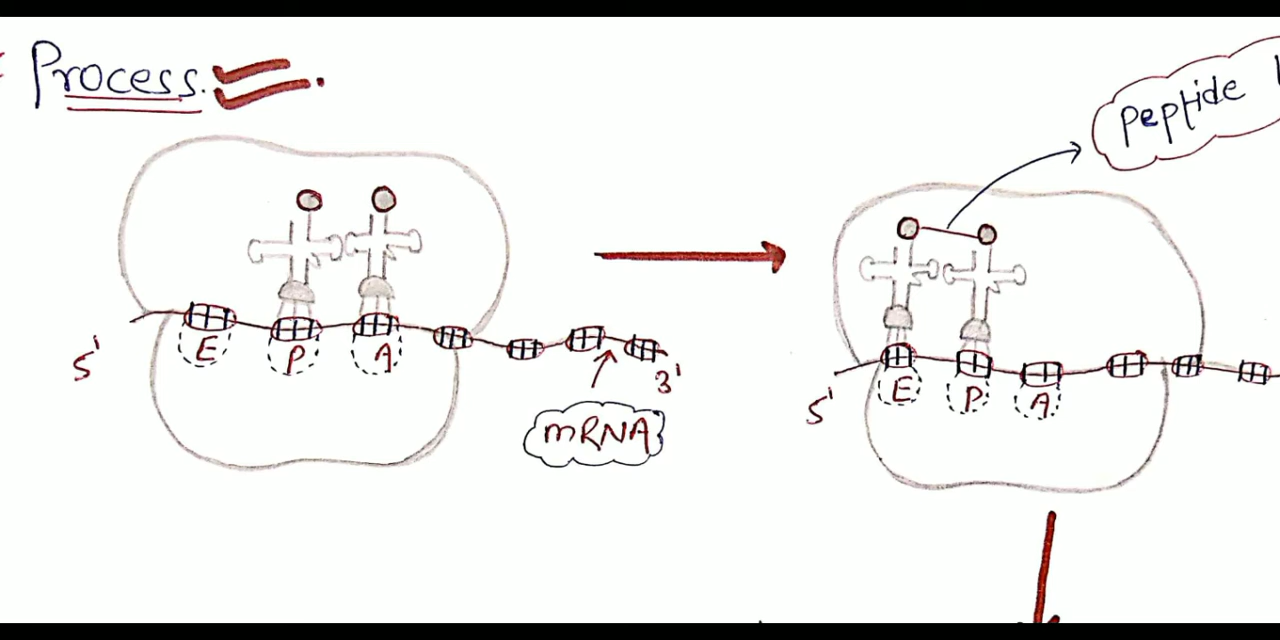 Process.
Peptide
E P A
5' 3'
mRNA
E P A
5'